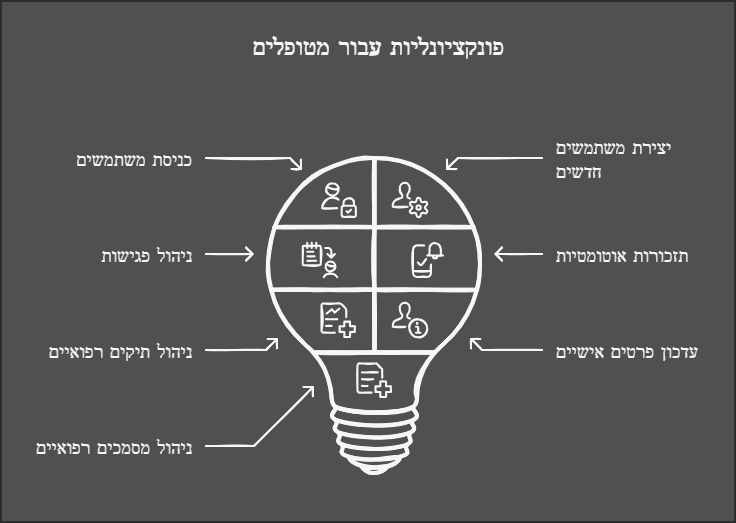 פונקציונליות עבור מטופלים
יצירת משתמשים
חדשים
כניסת משתמשים
תזכורות אוטומטיות
ניהול פגישות
עדכון פרטים אישיים
ניהול תיקים רפואיים
ניהול מסמכים רפואיים